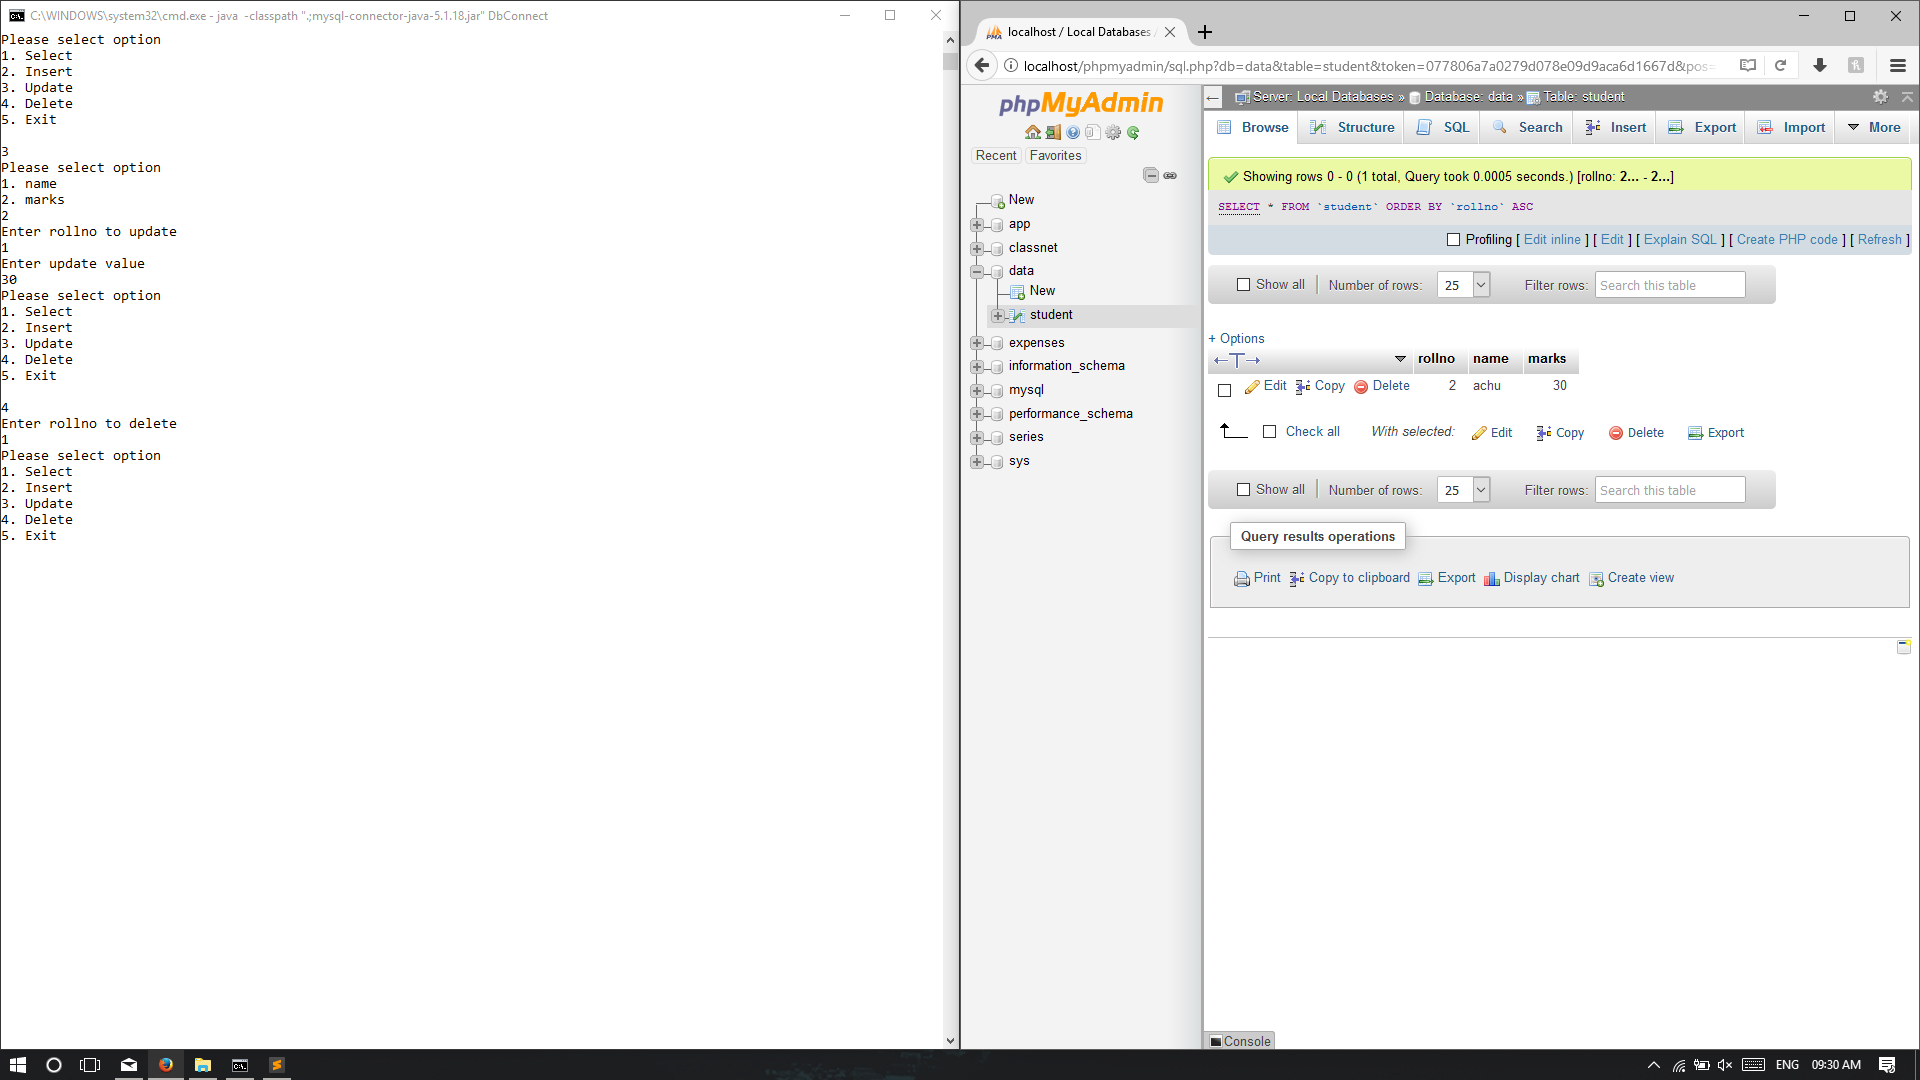 C:\WINDOWS\system32\cmd.exe - java  -classpath ".;mysql-connector-java-5.1.18.jar" DbConnect
Please select option
1. Select
2. Insert
3. Update
4. Delete
5. Exit
3
Please select option
1. name
2. marks
2
Enter rollno to update
1
Enter update value
30
Please select option
1. Select
2. Insert
3. Update
4. Delete
5. Exit
4
Enter rollno to delete
1
Please select option
1. Select
2. Insert
3. Update
4. Delete
5. Exit
PMA localhost / Local Databases /
localhost/phpmyadmin/sql.php?db=data&table=student&token=077806a7a0279d078e09d9aca6d1667d&pos=
phpMyAdmin
Recent Favorites
New
app
classnet
data
New
student
expenses
information_schema
mysql
performance_schema
series
sys
Server: Local Databases » Database: data » Table: student
Browse Structure SQL Search Insert Export Import More
Showing rows 0 - 0 (1 total, Query took 0.0005 seconds.) [rollno: 2... - 2...]
SELECT * FROM `student` ORDER BY `rollno` ASC
Profiling [ Edit inline ] [ Edit ] [ Explain SQL ] [ Create PHP code ] [ Refresh ]
Show all Number of rows: 25 Filter rows: Search this table
+ Options
rollno name marks
Edit Copy Delete 2 achu 30
Check all With selected: Edit Copy Delete Export
Show all Number of rows: 25 Filter rows: Search this table
Query results operations
Print Copy to clipboard Export Display chart Create view
Console
ENG 09:30 AM